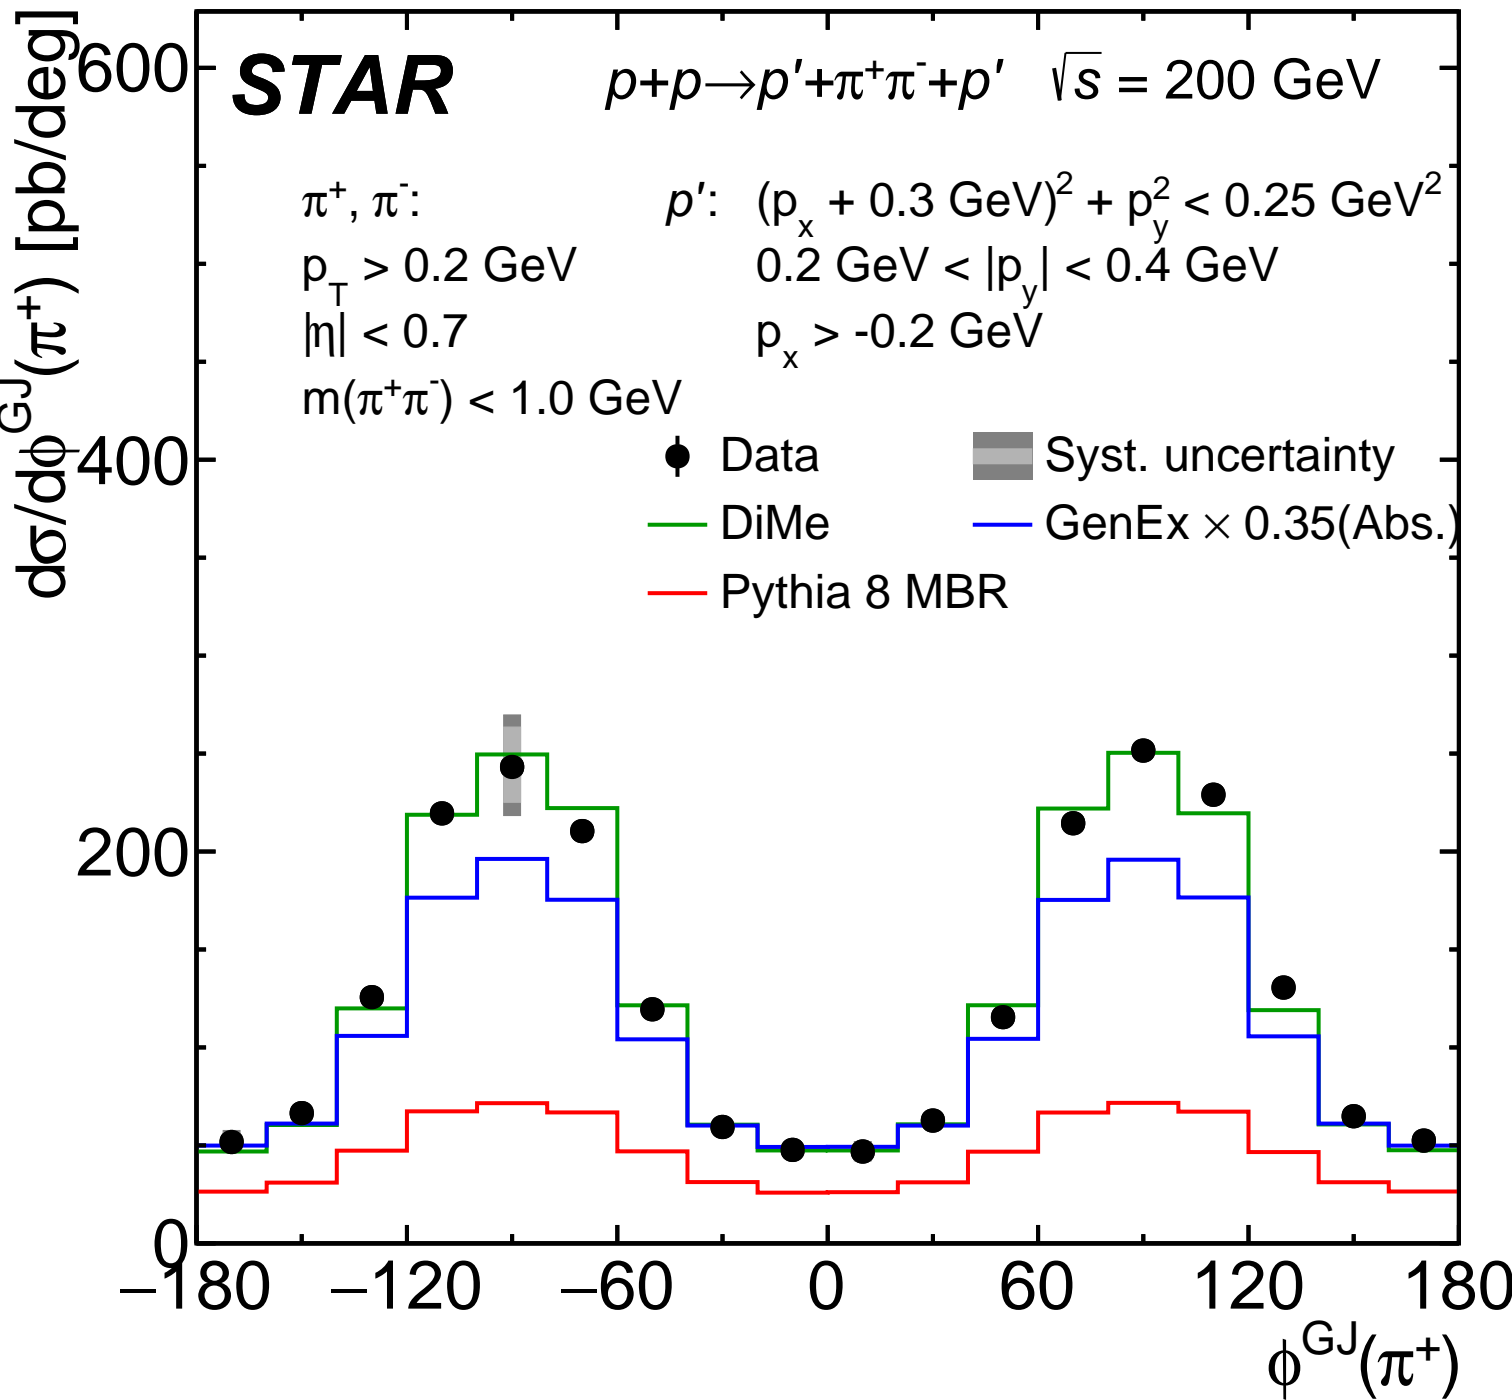 dσ/dϕ^GJ(π⁺) [pb/deg]
600
400
200
0
STAR p+p→p′+π⁺π⁻+p′ √s = 200 GeV
π⁺, π⁻: p′: (p_x + 0.3 GeV)² + p_y² < 0.25 GeV²
p_T > 0.2 GeV 0.2 GeV < |p_y| < 0.4 GeV
|η| < 0.7 p_x > -0.2 GeV
m(π⁺π⁻) < 1.0 GeV
Data Syst. uncertainty
DiMe GenEx × 0.35(Abs.)
Pythia 8 MBR
−180 −120 −60 0 60 120 180
ϕ^GJ(π⁺)